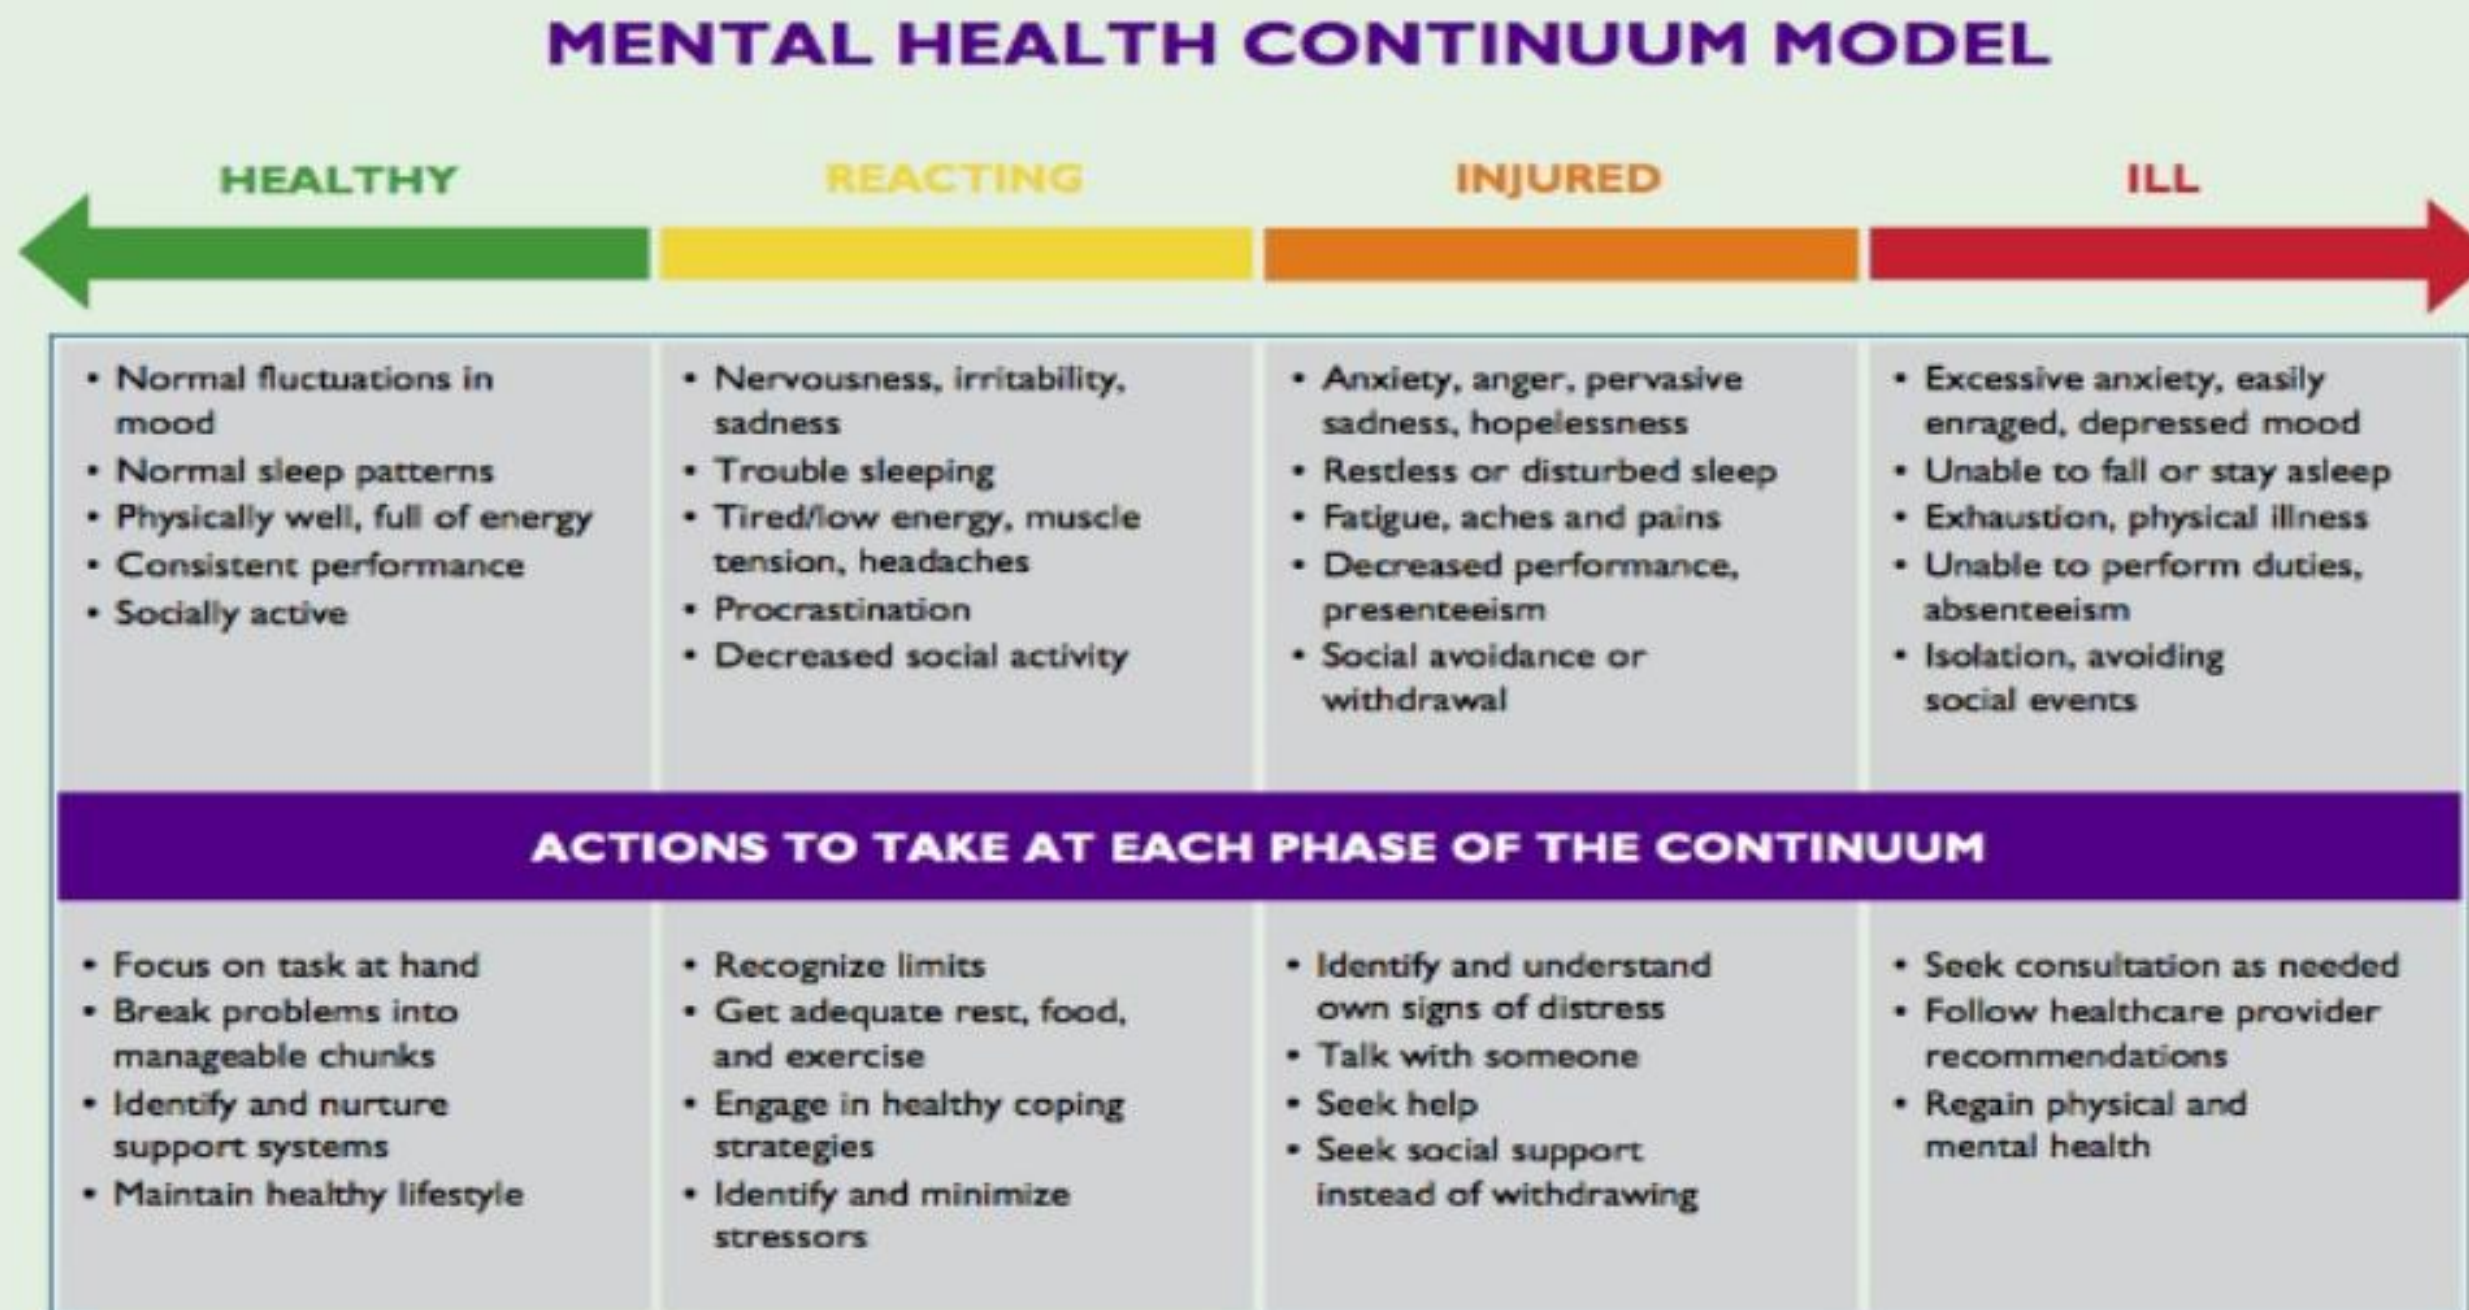 MENTAL HEALTH CONTINUUM MODEL
HEALTHY
REACTING
INJURED
ILL
• Normal fluctuations in
mood
• Normal sleep patterns
• Physically well, full of energy
• Consistent performance
• Socially active
• Nervousness, irritability,
sadness
• Trouble sleeping
• Tired/low energy, muscle
tension, headaches
• Procrastination
• Decreased social activity
• Anxiety, anger, pervasive
sadness, hopelessness
• Restless or disturbed sleep
• Fatigue, aches and pains
• Decreased performance,
presenteeism
• Social avoidance or
withdrawal
• Excessive anxiety, easily
enraged, depressed mood
• Unable to fall or stay asleep
• Exhaustion, physical illness
• Unable to perform duties,
absenteeism
• Isolation, avoiding
social events
ACTIONS TO TAKE AT EACH PHASE OF THE CONTINUUM
• Focus on task at hand
• Break problems into
manageable chunks
• Identify and nurture
support systems
• Maintain healthy lifestyle
• Recognize limits
• Get adequate rest, food,
and exercise
• Engage in healthy coping
strategies
• Identify and minimize
stressors
• Identify and understand
own signs of distress
• Talk with someone
• Seek help
• Seek social support
instead of withdrawing
• Seek consultation as needed
• Follow healthcare provider
recommendations
• Regain physical and
mental health